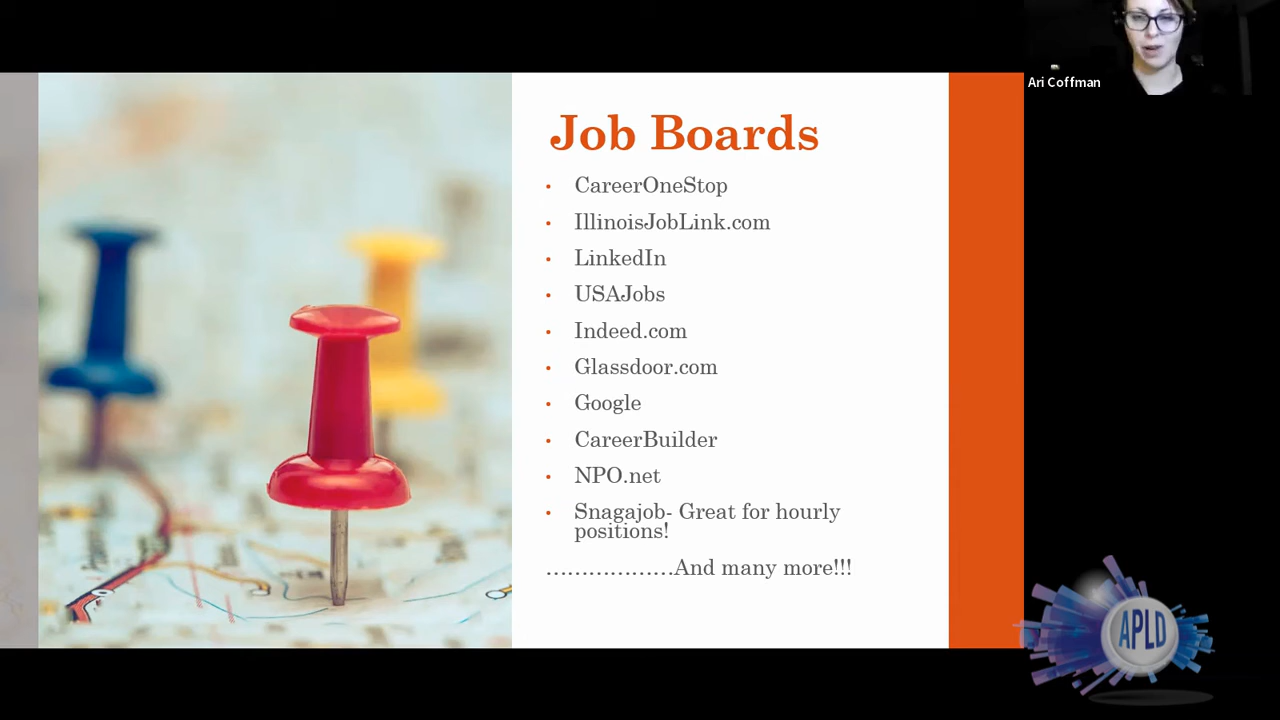 Ari Coffman
Job Boards
• CareerOneStop
• IllinoisJobLink.com
• LinkedIn
• USAJobs
• Indeed.com
• Glassdoor.com
• Google
• CareerBuilder
• NPO.net
• Snagajob- Great for hourly
positions!
………………And many more!!!
APLD